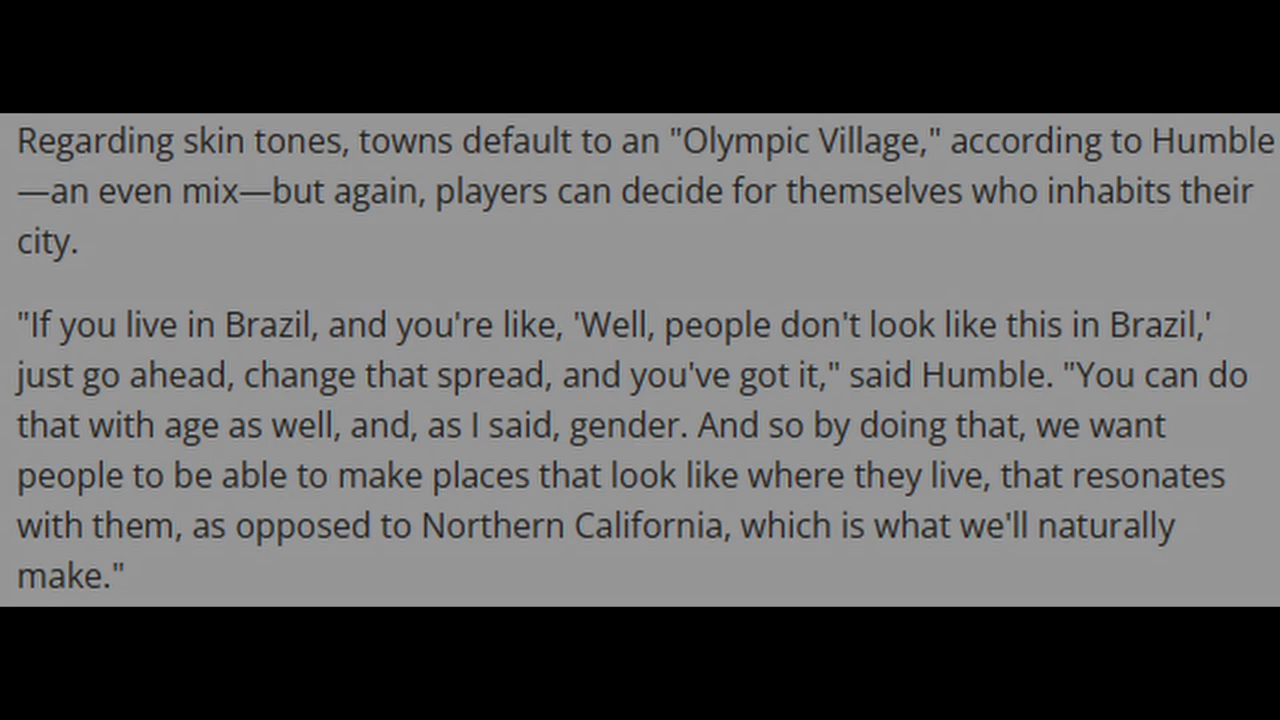 Regarding skin tones, towns default to an "Olympic Village," according to Humble
—an even mix—but again, players can decide for themselves who inhabits their
city.
"If you live in Brazil, and you're like, 'Well, people don't look like this in Brazil,'
just go ahead, change that spread, and you've got it," said Humble. "You can do
that with age as well, and, as I said, gender. And so by doing that, we want
people to be able to make places that look like where they live, that resonates
with them, as opposed to Northern California, which is what we'll naturally
make."